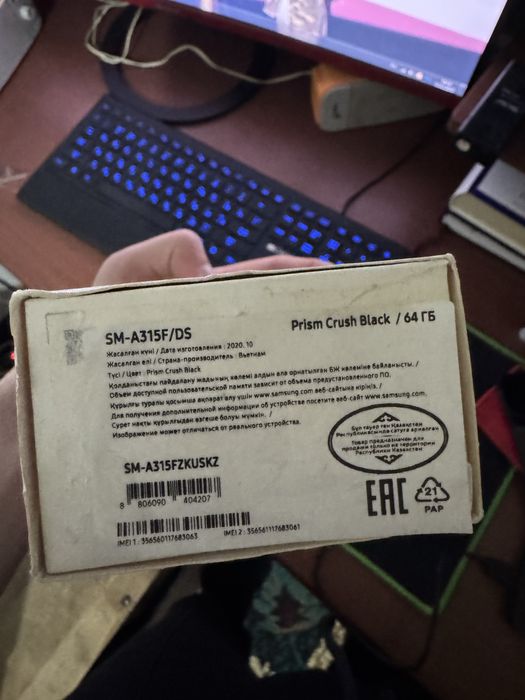 SM-A315F/DS
Prism Crush Black / 64 ГБ
Жасалған күні / Дата изготовления : 2020. 10
Жасалған елі / Страна-производитель : Вьетнам
Түсі / Цвет : Prism Crush Black
Қолданыстағы пайдалану жадының көлемі алдын ала орнатылған БЖ көлеміне байланысты. /
Объем доступной пользовательской памяти зависит от объема предустановленного ПО.
Құрылғы туралы қосымша ақпарат алу үшін www.samsung.com веб-сайтына кіріңіз. /
Для получения дополнительной информации об устройстве посетите веб-сайт www.samsung.com.
Сурет нақты құрылғыдан өзгеше болуы мүмкін. /
Изображение может отличаться от реального устройства.
Бұл тауар тек Қазақстан
Республикасында сатуға арналған
Товар предназначен для
продажи только на территории
Республики Казахстан
SM-A315FZKUSKZ
8 806090 404207
EAC
21
PAP
IMEI 1 : 356560117683063
IMEI 2 : 356561117683061